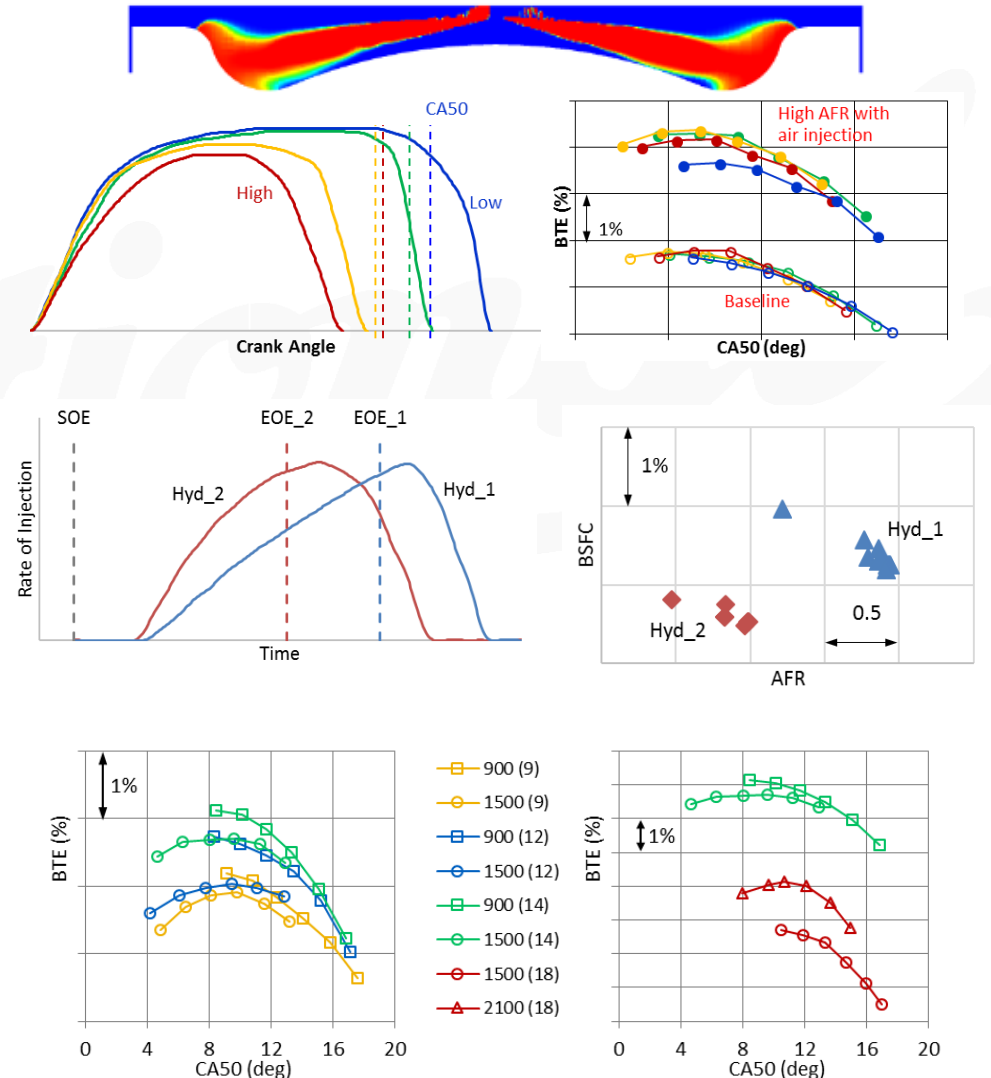 CA50
High
Low
Crank Angle
High AFR with
air injection
BTE (%)
1%
Baseline
CA50 (deg)
SOE
EOE_2
EOE_1
Rate of Injection
Hyd_2
Hyd_1
Time
1%
BSFC
Hyd_1
Hyd_2
0.5
AFR
1%
BTE (%)
0 4 8 12 16 20
CA50 (deg)
900 (9)
1500 (9)
900 (12)
1500 (12)
900 (14)
1500 (14)
1500 (18)
2100 (18)
1%
BTE (%)
0 4 8 12 16 20
CA50 (deg)